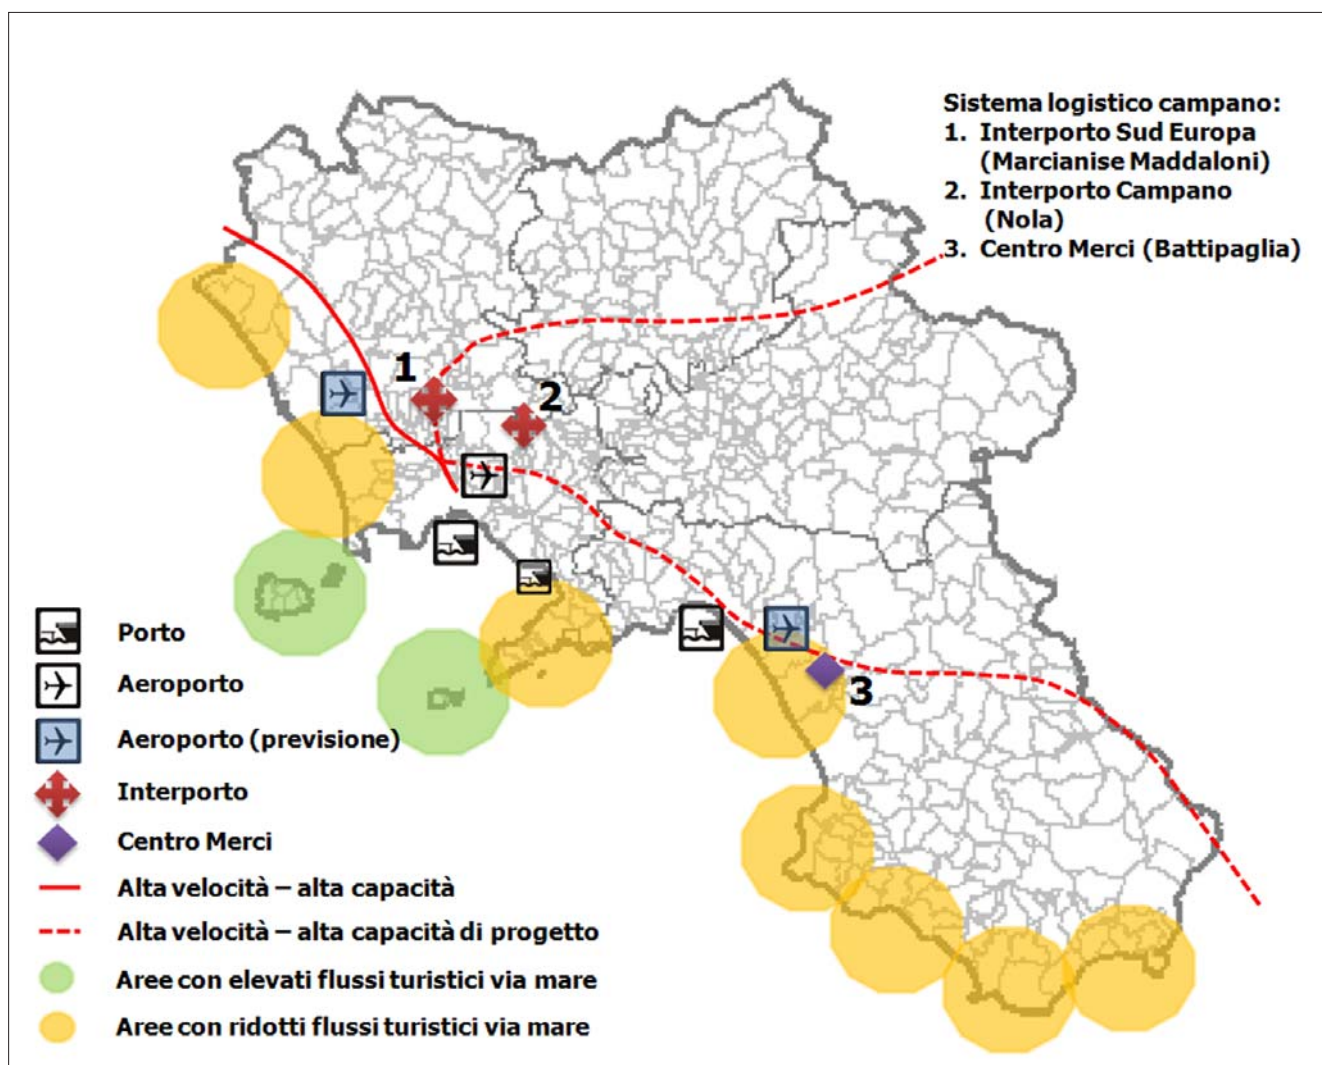 Sistema logistico campano:
1. Interporto Sud Europa
(Marcianise Maddaloni)
2. Interporto Campano
(Nola)
3. Centro Merci (Battipaglia)
1
2
3
Porto
Aeroporto
Aeroporto (previsione)
Interporto
Centro Merci
Alta velocità – alta capacità
Alta velocità – alta capacità di progetto
Aree con elevati flussi turistici via mare
Aree con ridotti flussi turistici via mare